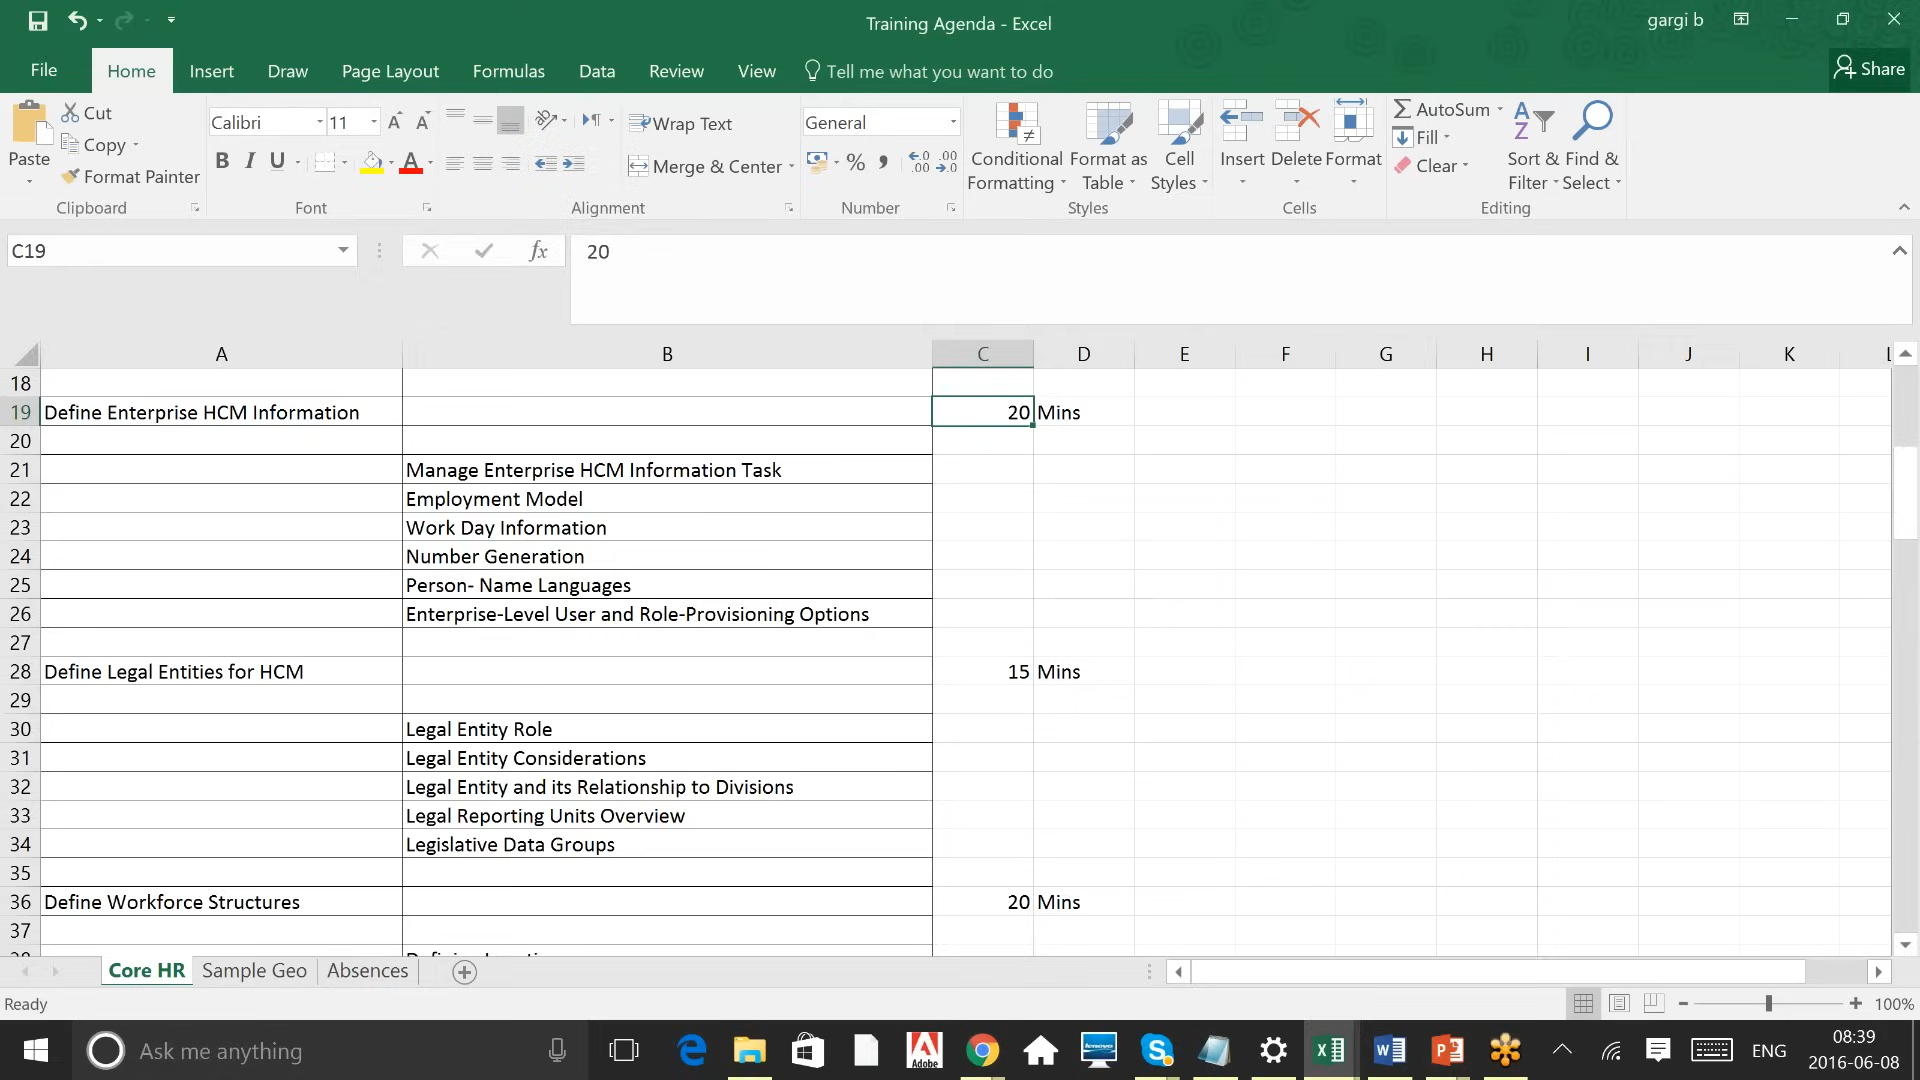 Training Agenda - Excel
gargi b
File Home Insert Draw Page Layout Formulas Data Review View Tell me what you want to do Share
Cut
Copy
Format Painter
Paste
Clipboard
Calibri 11
B I U A
Font
Wrap Text
Merge & Center
Alignment
General
%
Number
Conditional Formatting
Format as Table
Cell Styles
Styles
Insert Delete Format
Cells
AutoSum
Fill
Clear
Sort & Filter
Find & Select
Editing
C19 fx 20
A B C D E F G H I J K L
18
19 Define Enterprise HCM Information 20 Mins
20
21 Manage Enterprise HCM Information Task
22 Employment Model
23 Work Day Information
24 Number Generation
25 Person- Name Languages
26 Enterprise-Level User and Role-Provisioning Options
27
28 Define Legal Entities for HCM 15 Mins
29
30 Legal Entity Role
31 Legal Entity Considerations
32 Legal Entity and its Relationship to Divisions
33 Legal Reporting Units Overview
34 Legislative Data Groups
35
36 Define Workforce Structures 20 Mins
37
Core HR Sample Geo Absences
Ready 100%
Ask me anything
Adobe
lenovo
ENG
08:39
2016-06-08